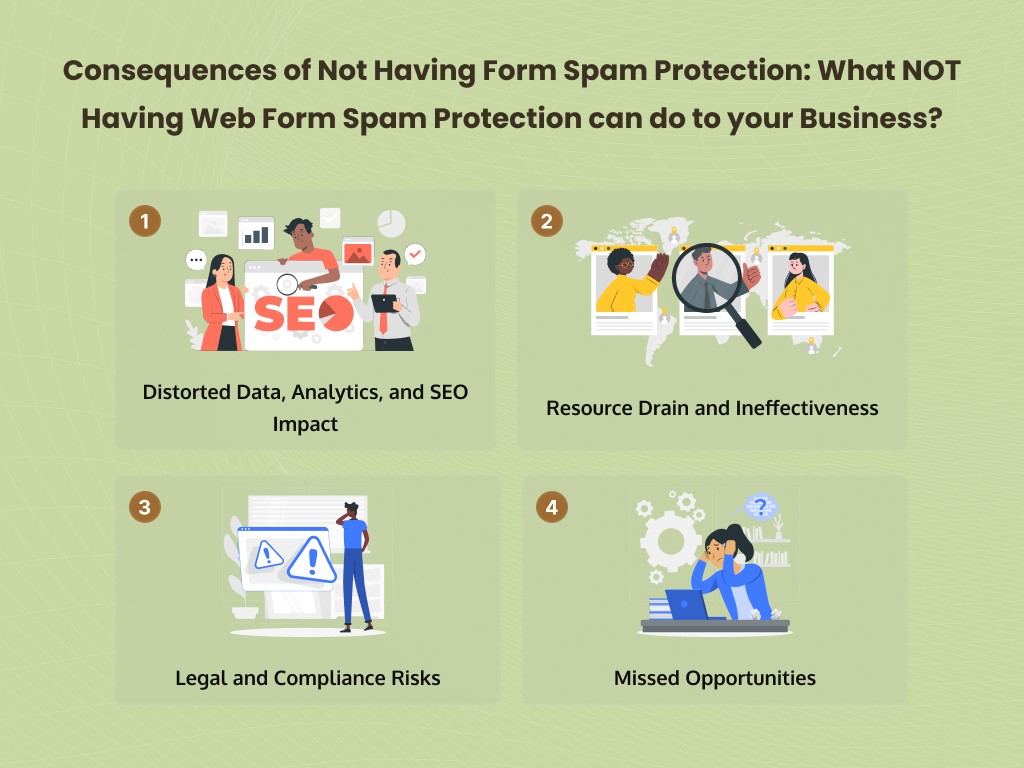 Consequences of Not Having Form Spam Protection: What NOT
Having Web Form Spam Protection can do to your Business?
1
SEO
Distorted Data, Analytics, and SEO
Impact
2
Resource Drain and Ineffectiveness
3
Legal and Compliance Risks
4
?
Missed Opportunities